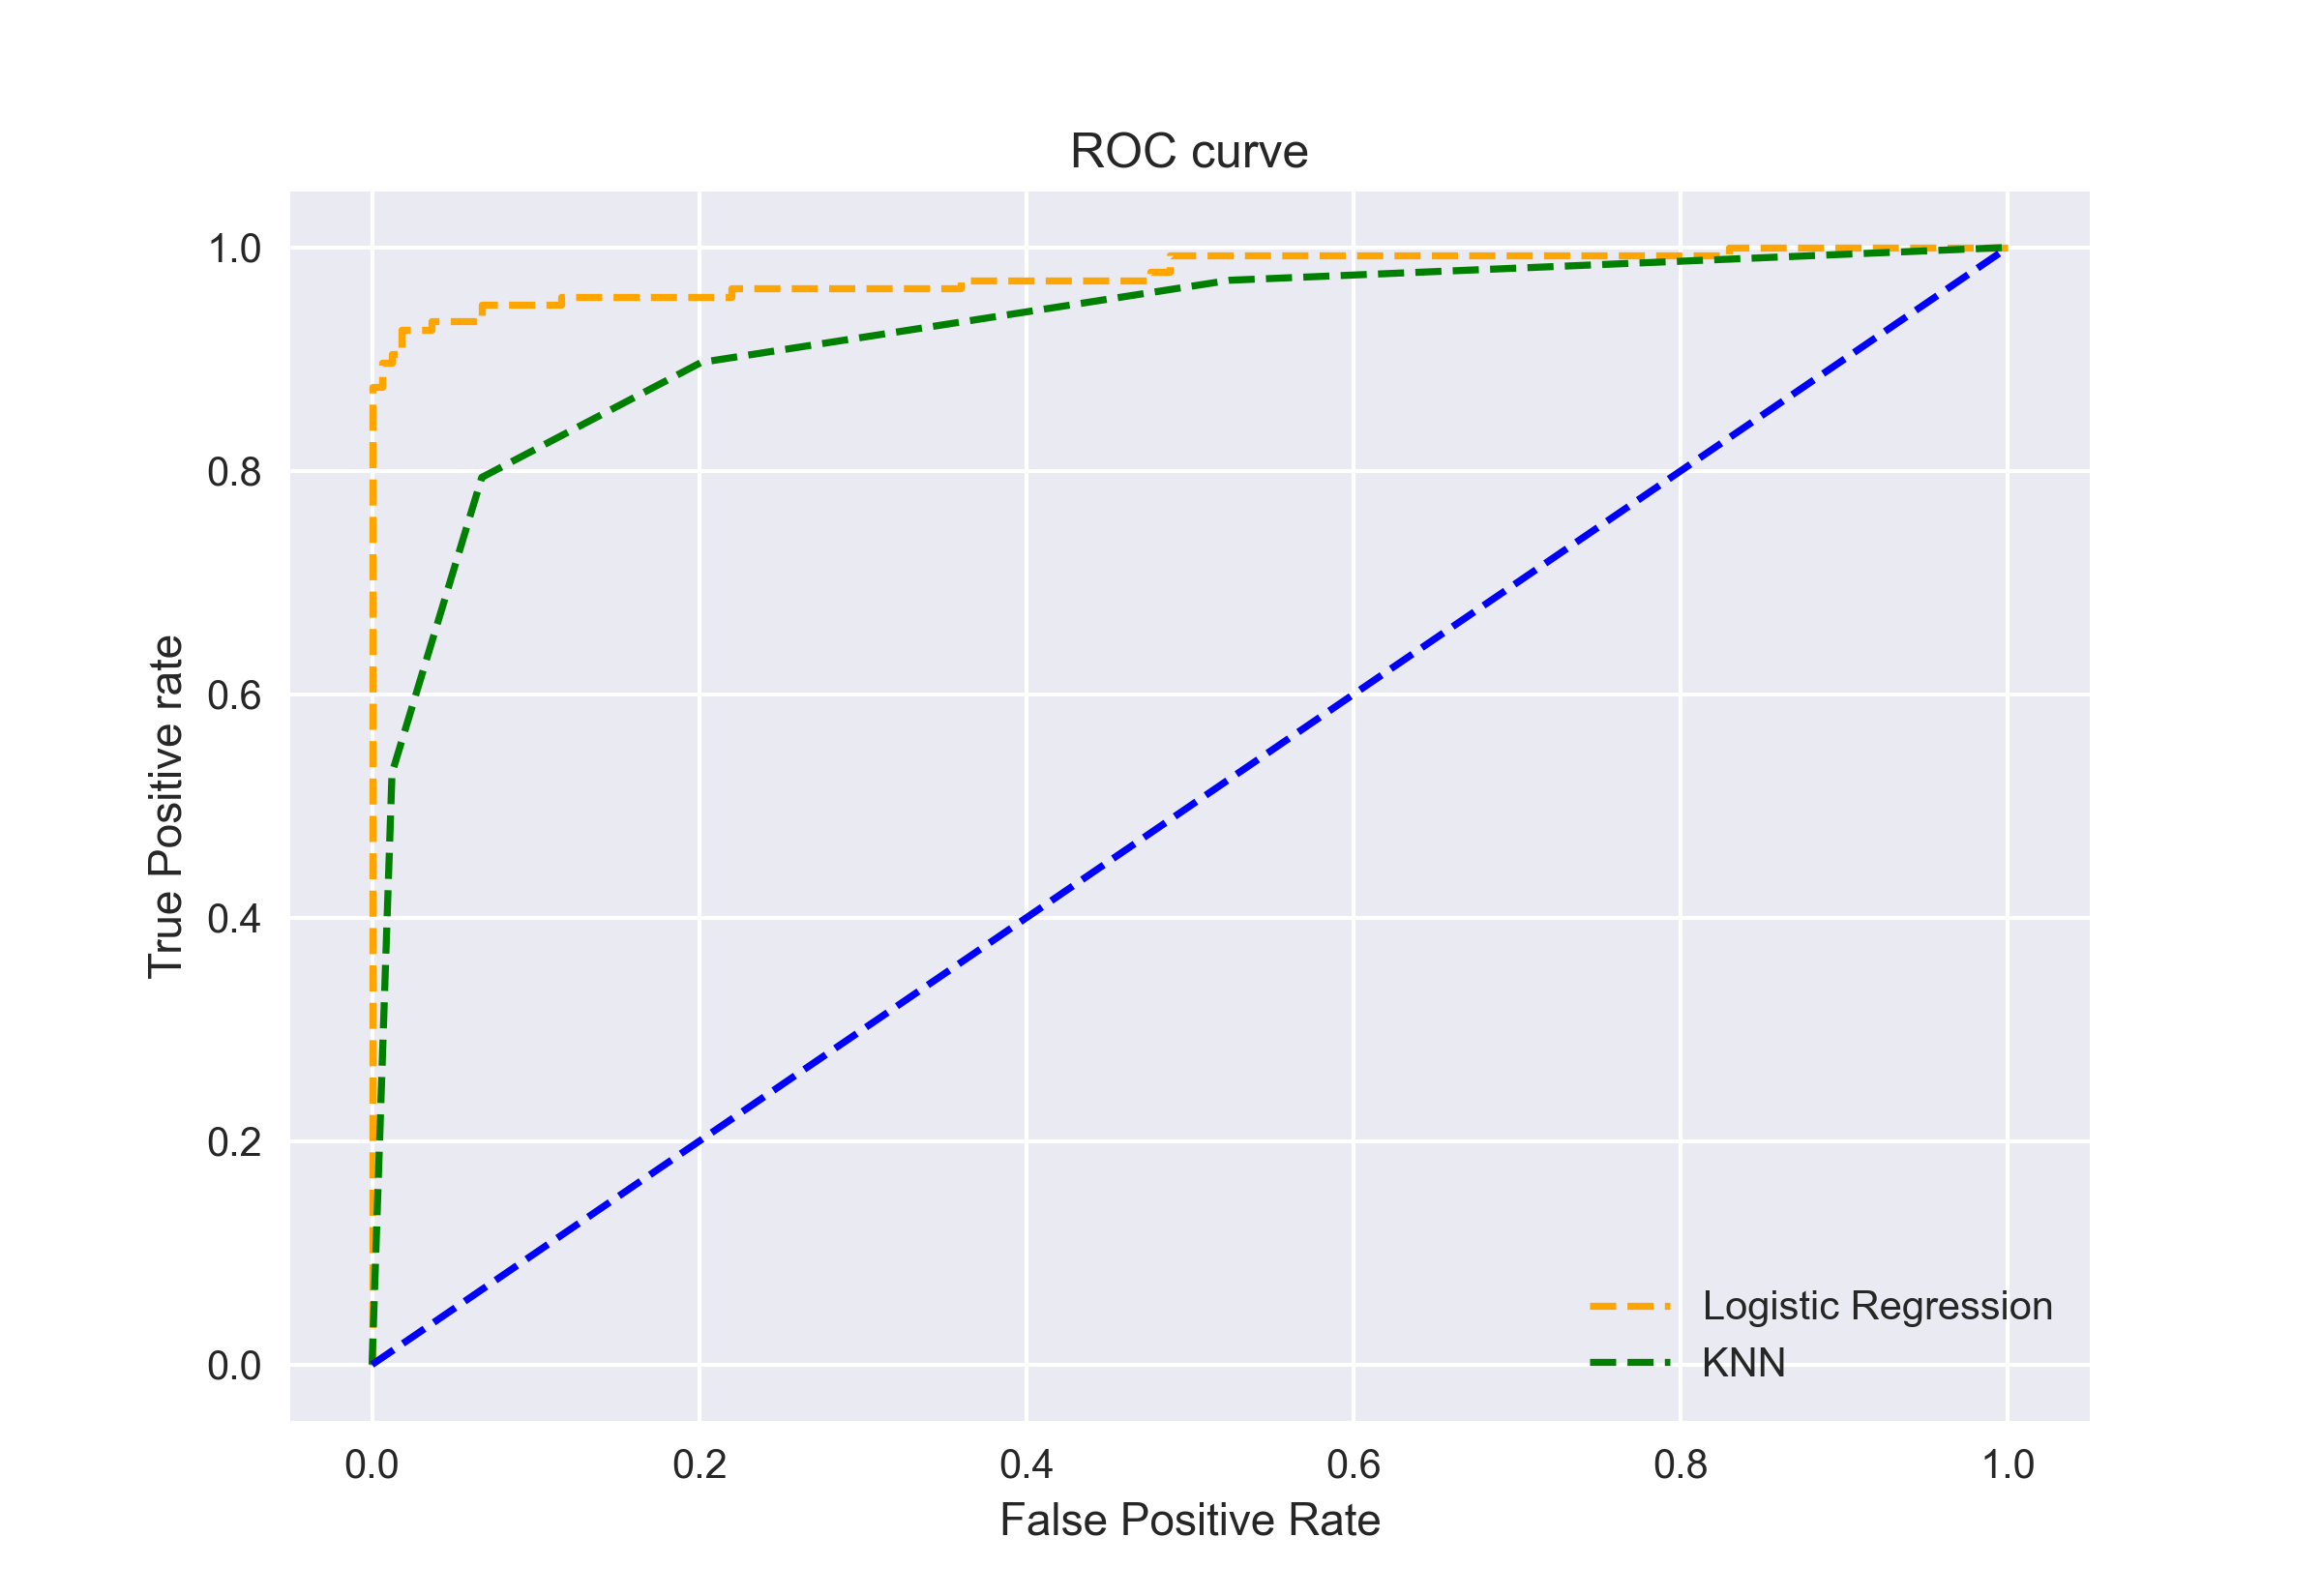 ROC curve
1.0
0.8
0.6
0.4
0.2
0.0
True Positive rate
0.0 0.2 0.4 0.6 0.8 1.0
False Positive Rate
Logistic Regression
KNN